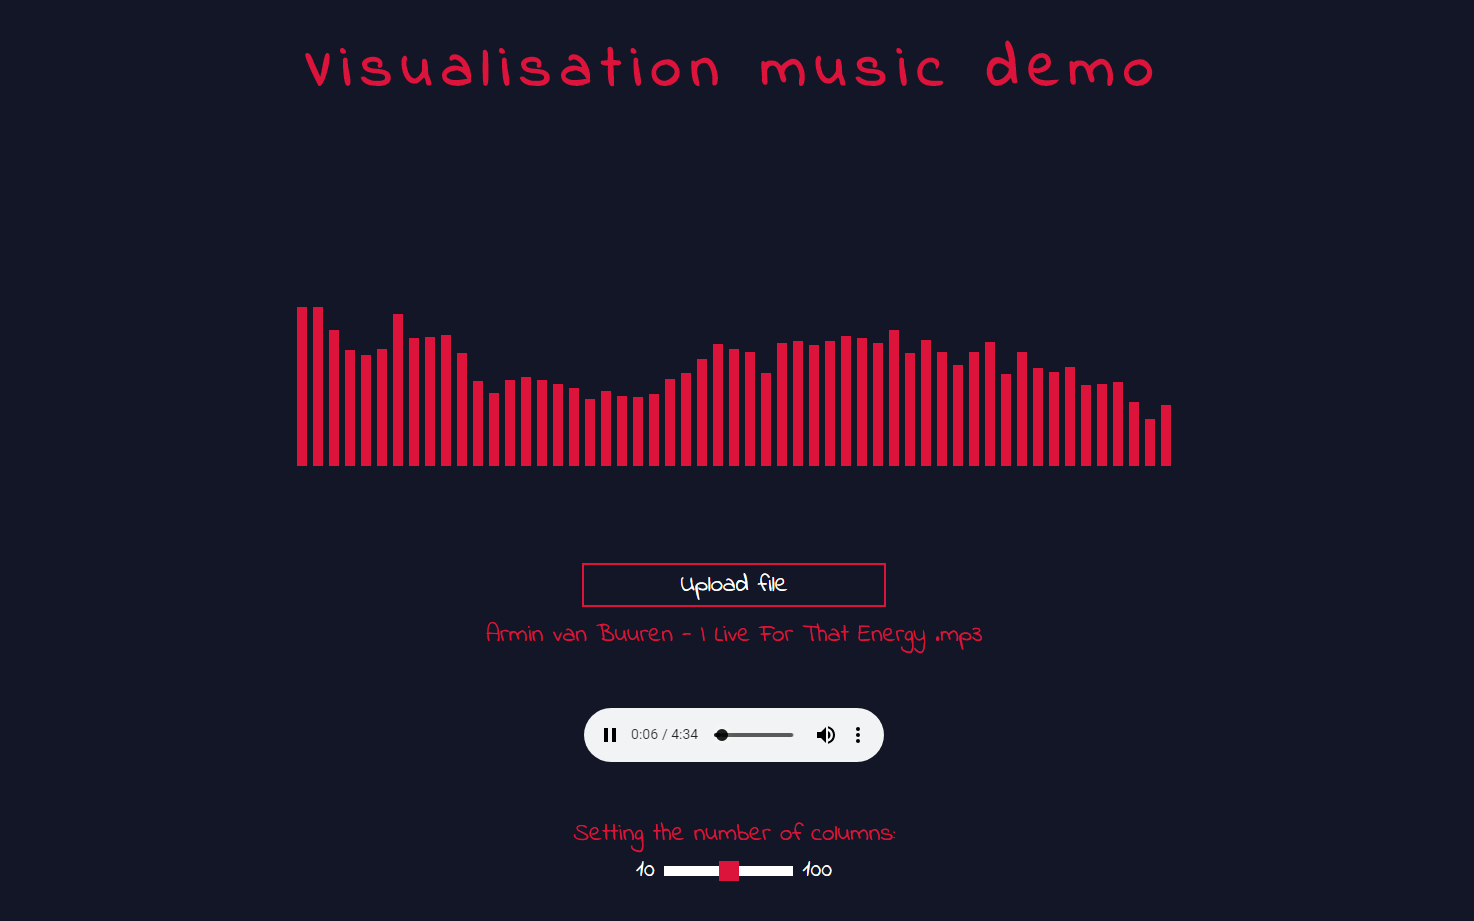 Visualisation music demo
Upload file
Armin van Buuren - I Live For That Energy .mp3
0:06 / 4:34
Setting the number of columns:
10 100